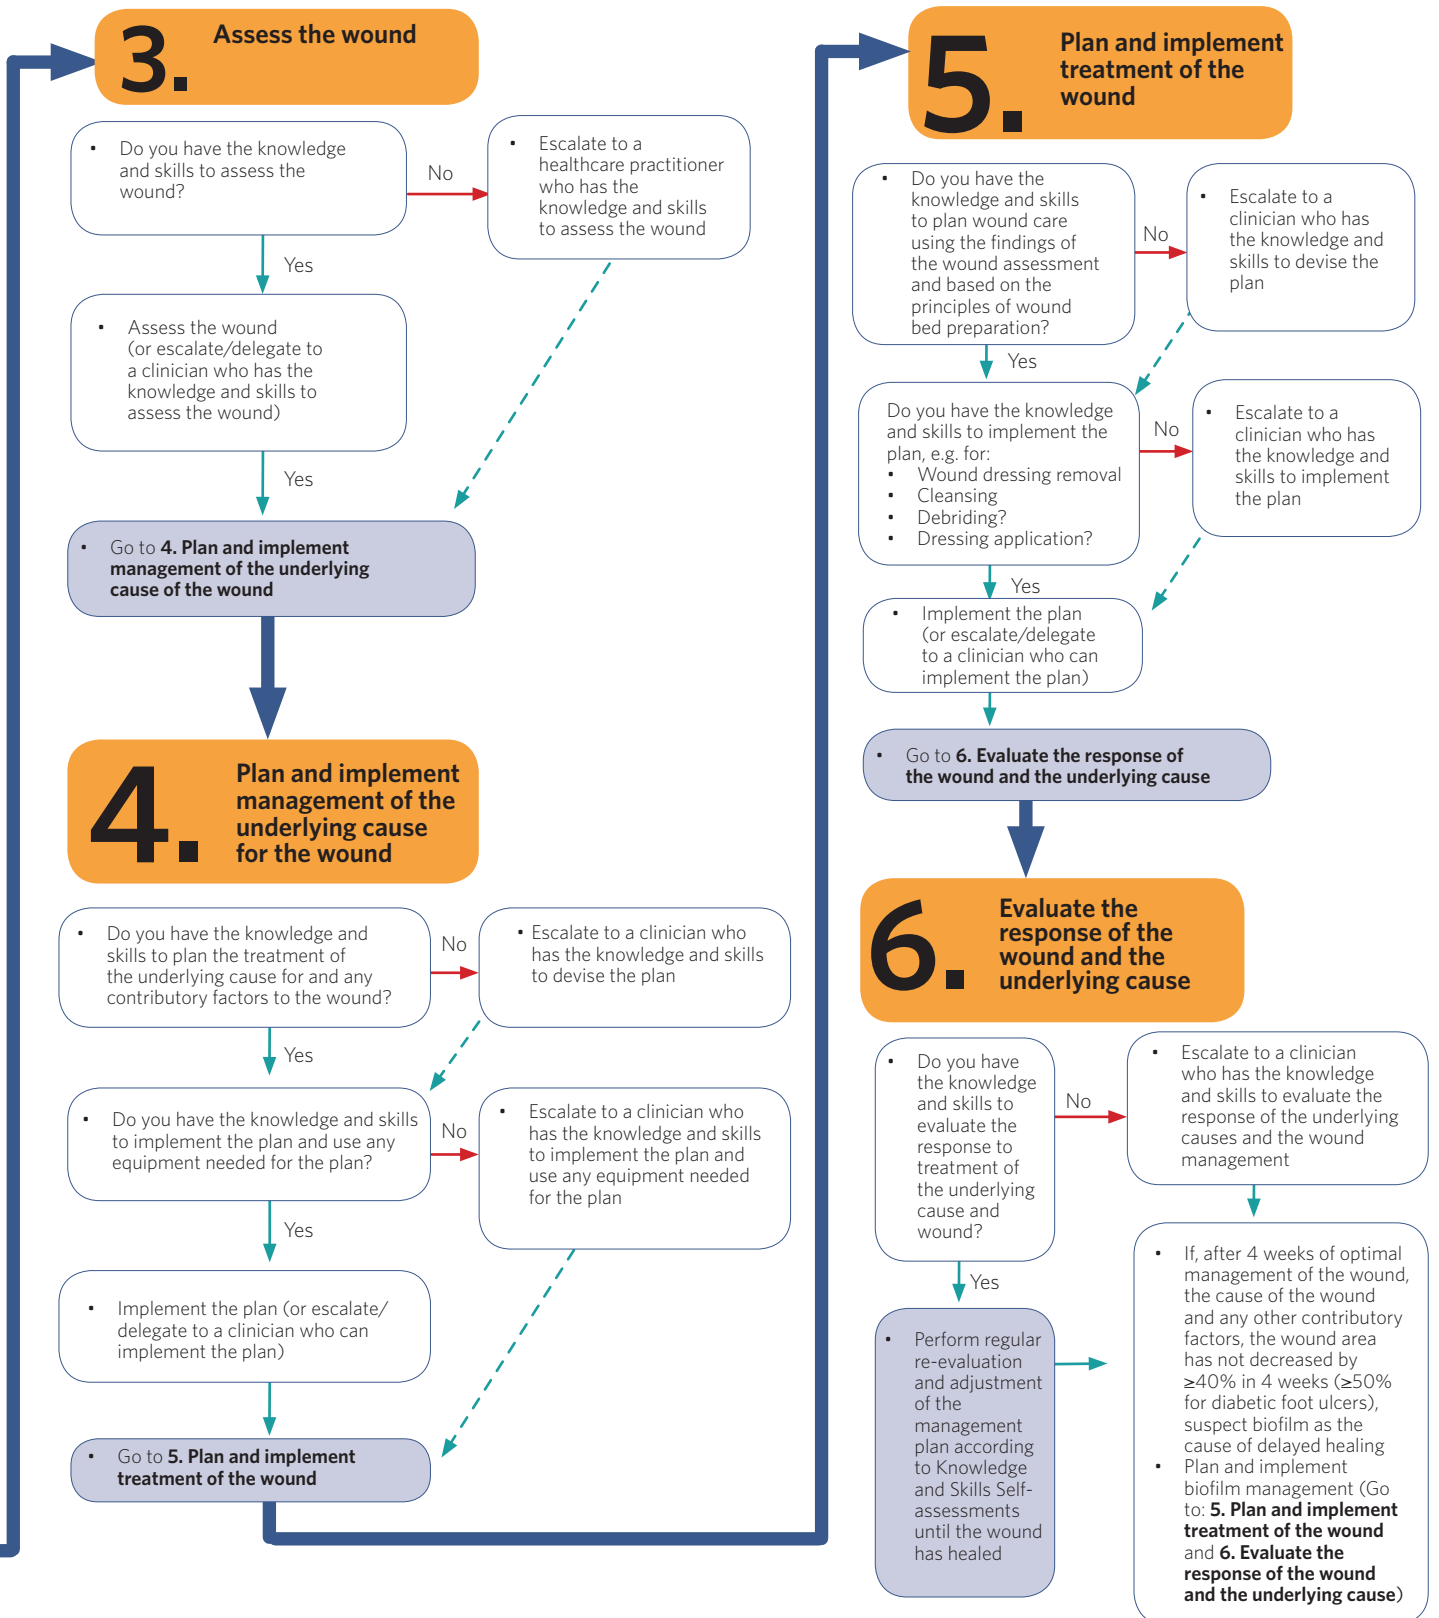 3.
Assess the wound
• Do you have the knowledge
and skills to assess the
wound?
No
• Escalate to a
healthcare practitioner
who has the
knowledge and skills
to assess the wound
Yes
• Assess the wound
(or escalate/delegate to
a clinician who has the
knowledge and skills to
assess the wound)
Yes
• Go to 4. Plan and implement
management of the underlying
cause of the wound
4.
Plan and implement
management of the
underlying cause
for the wound
• Do you have the knowledge and
skills to plan the treatment of
the underlying cause for and any
contributory factors to the wound?
No
• Escalate to a clinician who
has the knowledge and skills
to devise the plan
Yes
• Do you have the knowledge and skills
to implement the plan and use any
equipment needed for the plan?
No
• Escalate to a clinician who
has the knowledge and skills
to implement the plan and
use any equipment needed
for the plan
Yes
• Implement the plan (or escalate/
delegate to a clinician who can
implement the plan)
• Go to 5. Plan and implement
treatment of the wound
5.
Plan and implement
treatment of the
wound
• Do you have the
knowledge and skills
to plan wound care
using the findings of
the wound assessment
and based on the
principles of wound
bed preparation?
No
• Escalate to a
clinician who has
the knowledge and
skills to devise the
plan
Yes
Do you have the knowledge
and skills to implement the
plan, e.g. for:
• Wound dressing removal
• Cleansing
• Debriding?
• Dressing application?
No
• Escalate to a
clinician who has
the knowledge and
skills to implement
the plan
Yes
• Implement the plan
(or escalate/delegate
to a clinician who can
implement the plan)
• Go to 6. Evaluate the response of
the wound and the underlying cause
6.
Evaluate the
response of the
wound and the
underlying cause
• Do you have
the knowledge
and skills to
evaluate the
response to
treatment of
the underlying
cause and
wound?
No
• Escalate to a clinician
who has the knowledge
and skills to evaluate the
response of the underlying
causes and the wound
management
Yes
• Perform regular
re-evaluation
and adjustment
of the
management
plan according
to Knowledge
and Skills Self-
assessments
until the wound
has healed
• If, after 4 weeks of optimal
management of the wound,
the cause of the wound
and any other contributory
factors, the wound area
has not decreased by
≥40% in 4 weeks (≥50%
for diabetic foot ulcers),
suspect biofilm as the
cause of delayed healing
• Plan and implement
biofilm management (Go
to: 5. Plan and implement
treatment of the wound
and 6. Evaluate the
response of the wound
and the underlying cause)